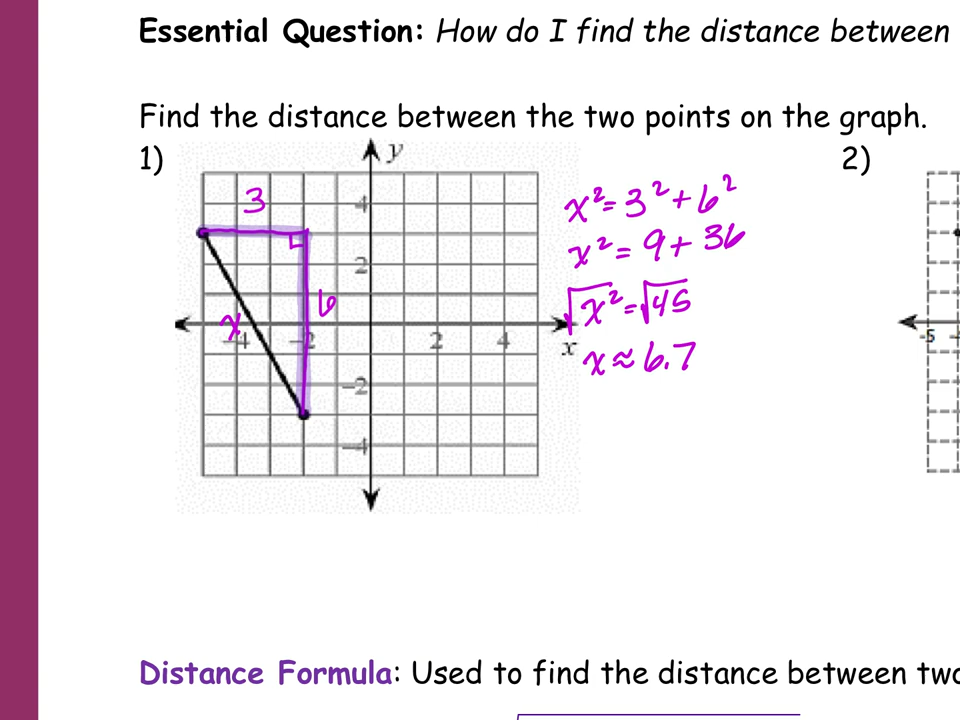 Essential Question: How do I find the distance between
Find the distance between the two points on the graph.
1)
2)
y
3
4
2
6
x
-4
-2
2
4
x
-2
-4
x² = 3² + 6²
x² = 9 + 36
√x² = √45
x ≈ 6.7
-5
Distance Formula: Used to find the distance between two